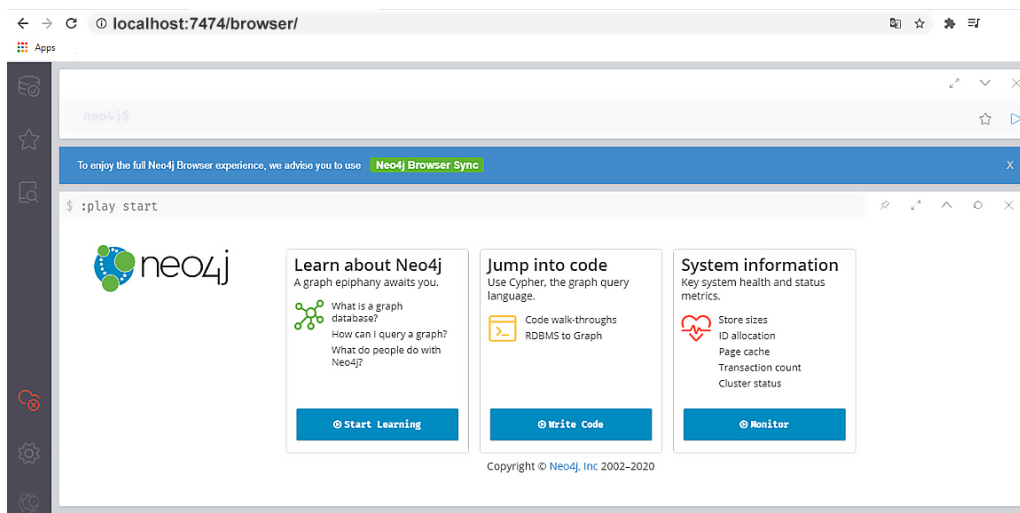 localhost:7474/browser/
Apps
neo4j$
To enjoy the full Neo4j Browser experience, we advise you to use Neo4j Browser Sync X
$ :play start
neo4j
Learn about Neo4j
A graph epiphany awaits you.
What is a graph
database?
How can I query a graph?
What do people do with
Neo4j?
Start Learning
Jump into code
Use Cypher, the graph query
language.
Code walk-throughs
RDBMS to Graph
Write Code
System information
Key system health and status
metrics.
Store sizes
ID allocation
Page cache
Transaction count
Cluster status
Monitor
Copyright © Neo4j, Inc 2002–2020